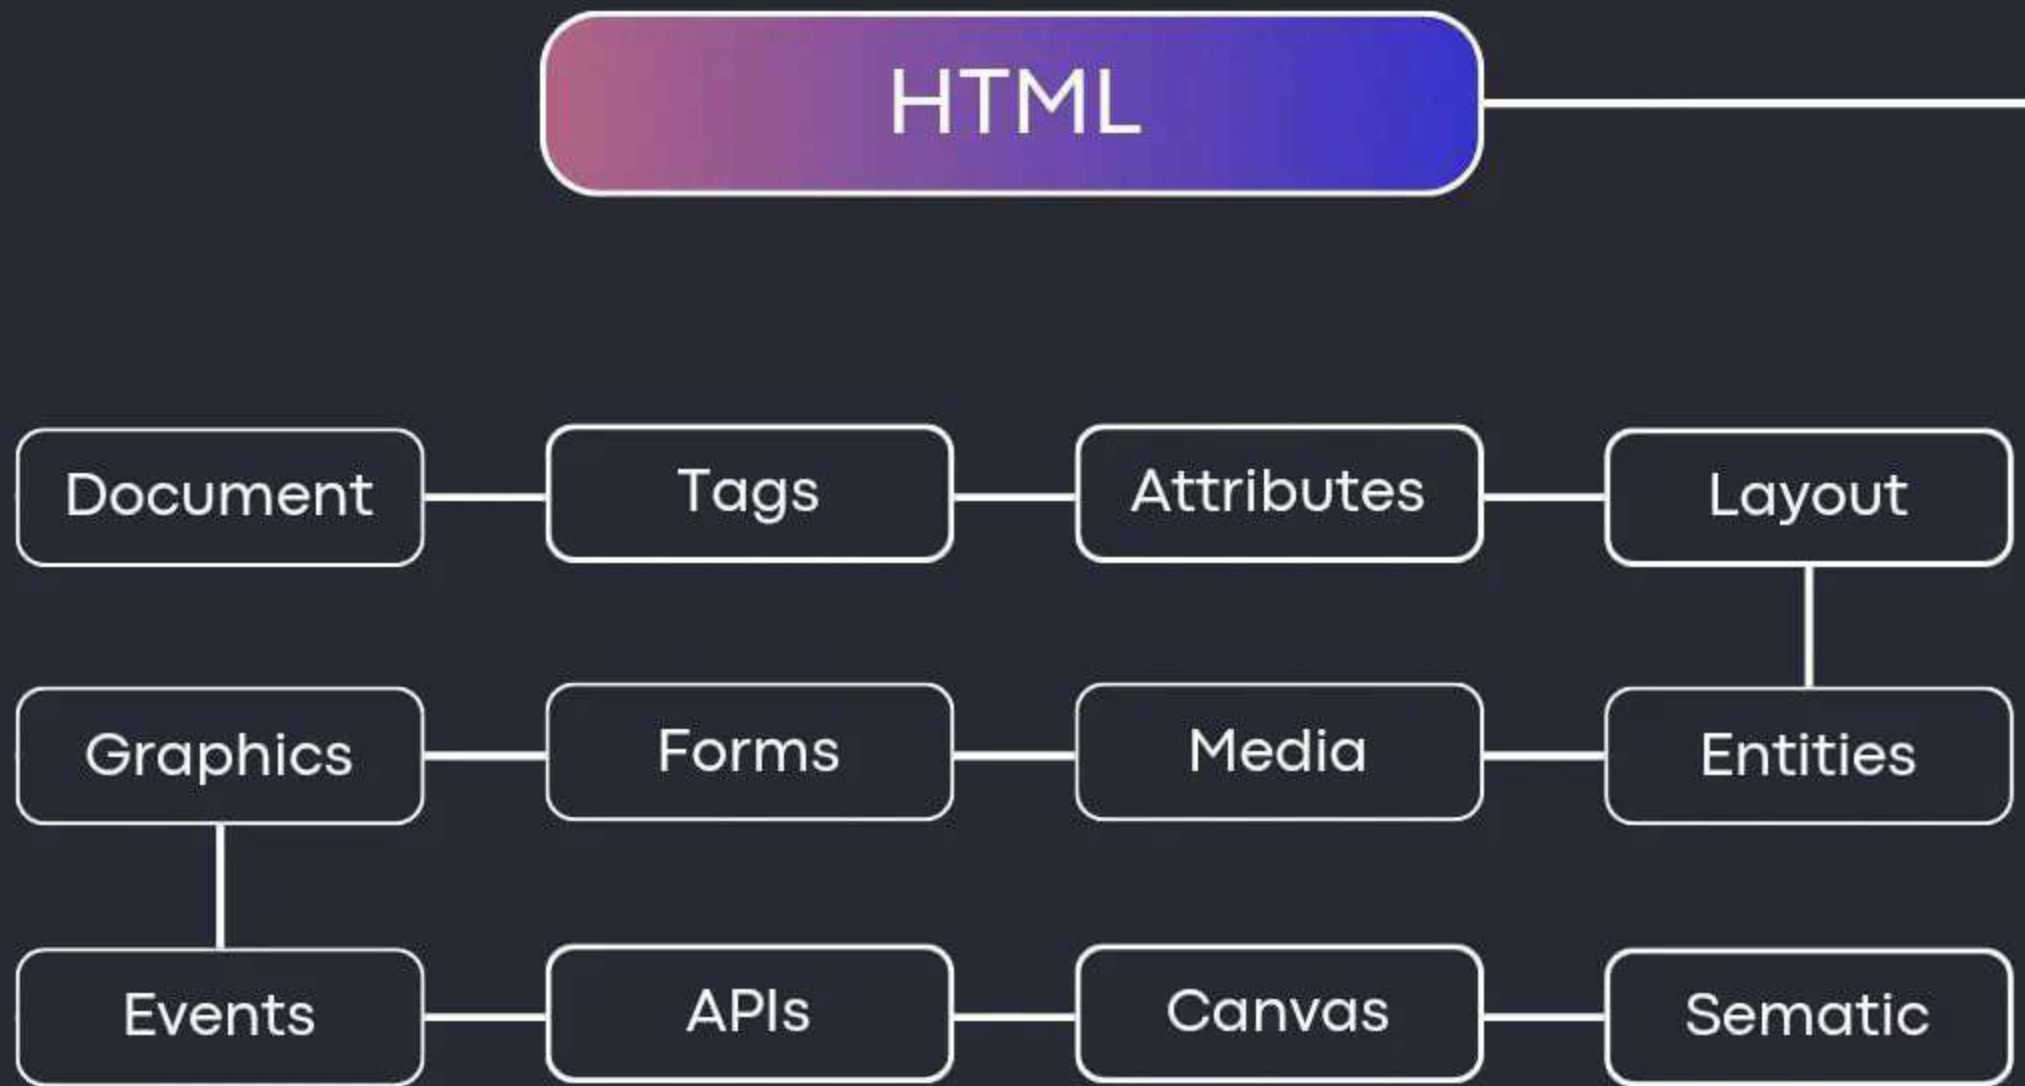 HTML
Document
Tags
Attributes
Layout
Graphics
Forms
Media
Entities
Events
APIs
Canvas
Sematic